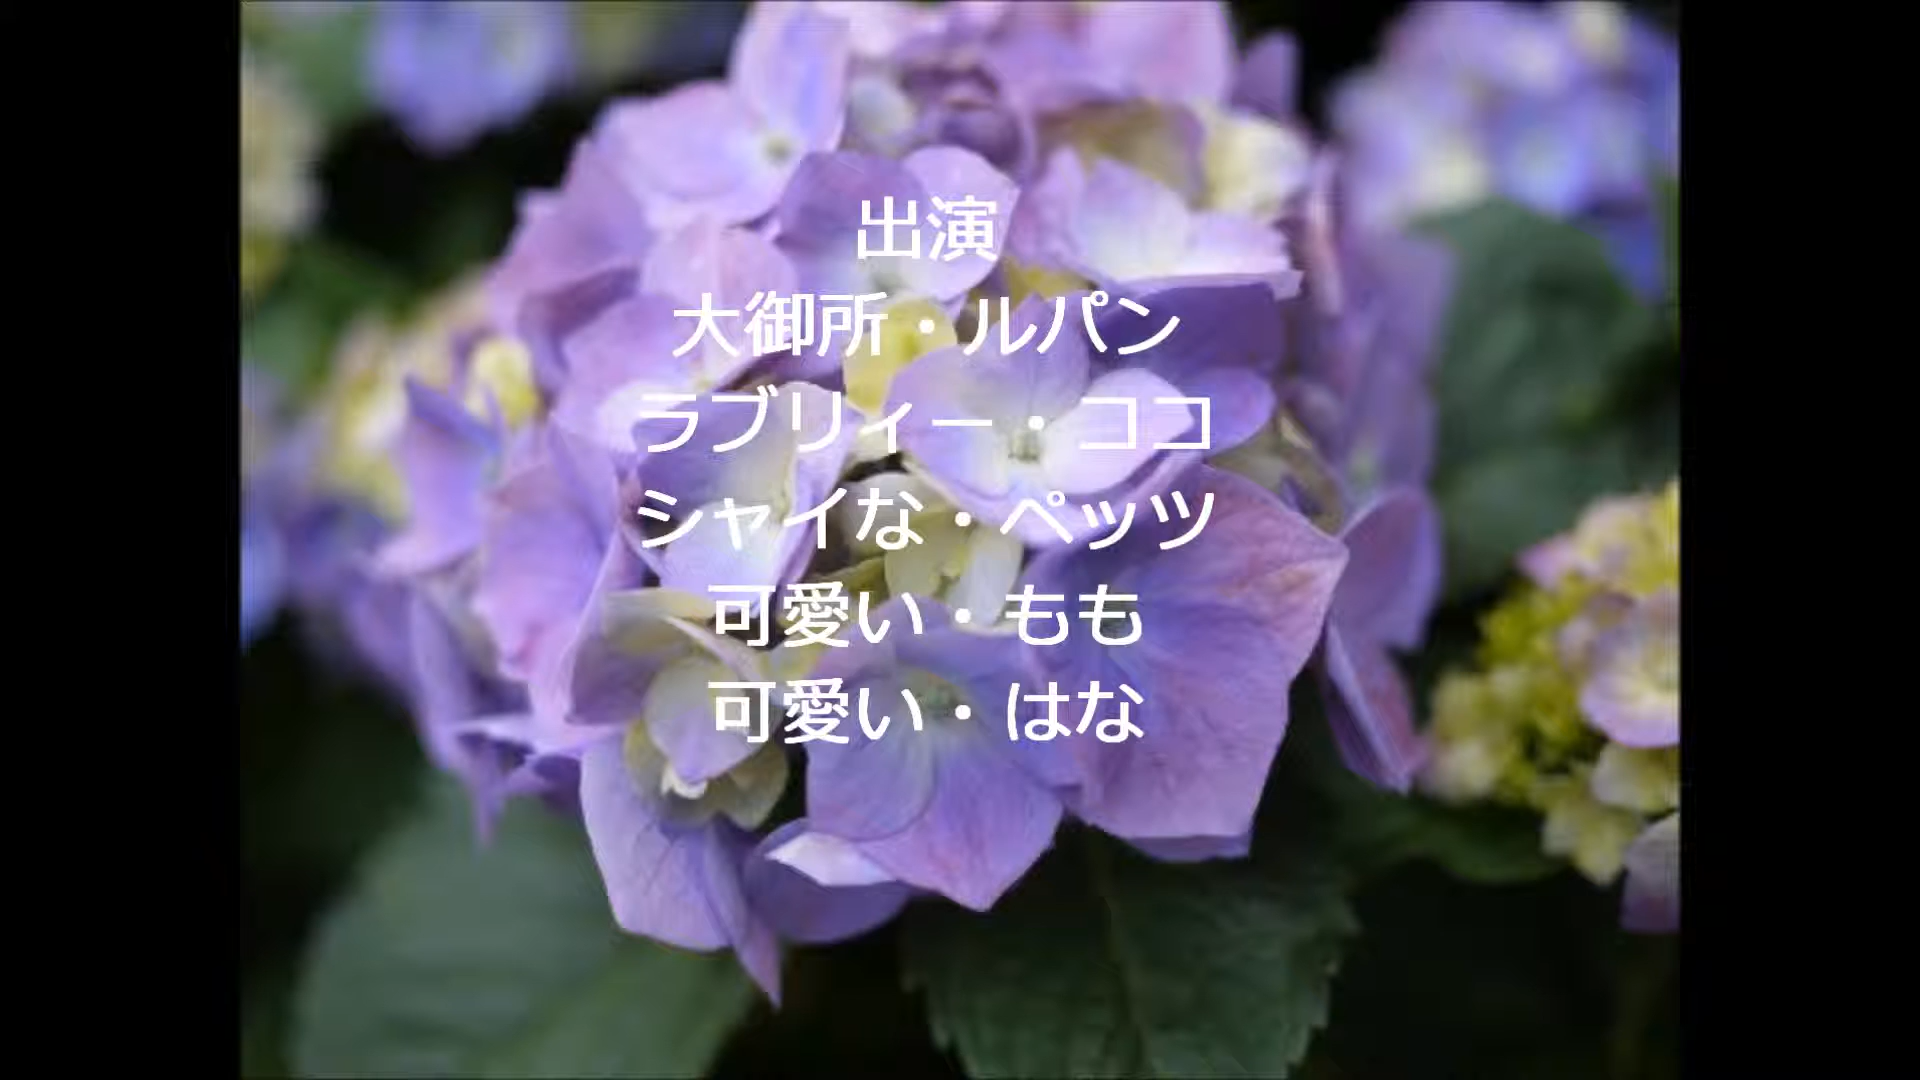 出演
大御所・ルパン
ラブリィー・ココ
シャイな・ペッツ
可愛い・もも
可愛い・はな